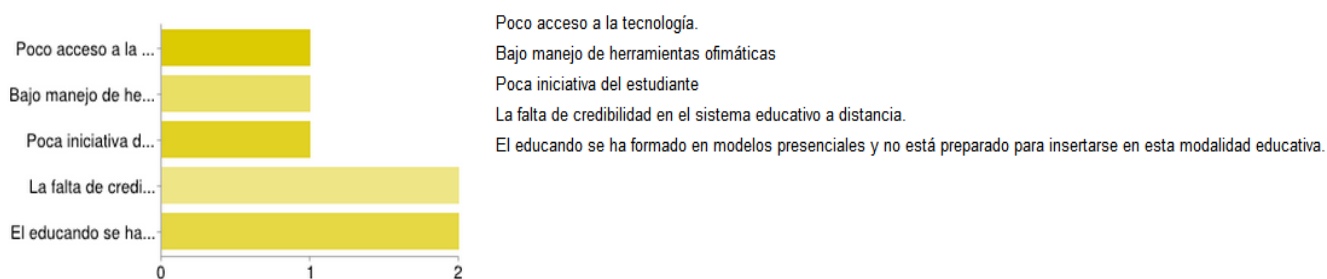 Poco acceso a la ...
Bajo manejo de he...
Poca iniciativa d...
La falta de credi...
El educando se ha...
0 1 2
Poco acceso a la tecnología.
Bajo manejo de herramientas ofimáticas
Poca iniciativa del estudiante
La falta de credibilidad en el sistema educativo a distancia.
El educando se ha formado en modelos presenciales y no está preparado para insertarse en esta modalidad educativa.